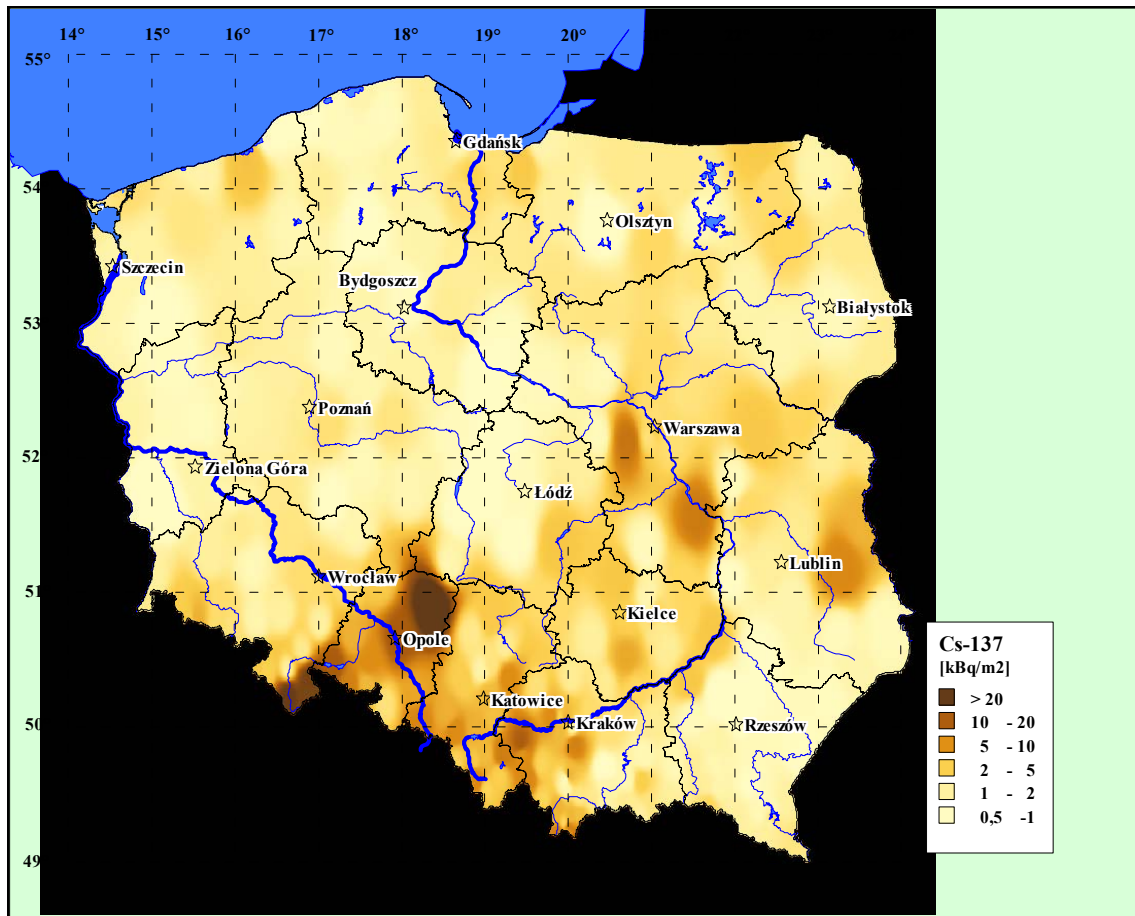 14° 15° 16° 17° 18° 19° 20°
55°
Gdańsk
54°
Olsztyn
Szczecin
Bydgoszcz
Białystok
53°
Poznań
Warszawa
52°
Zielona Góra
Łódź
Lublin
Wrocław
51°
Kielce
Opole
Cs-137
[kBq/m2]
> 20
10 - 20
5 - 10
2 - 5
1 - 2
0,5 -1
Katowice
50°
Kraków
Rzeszów
49